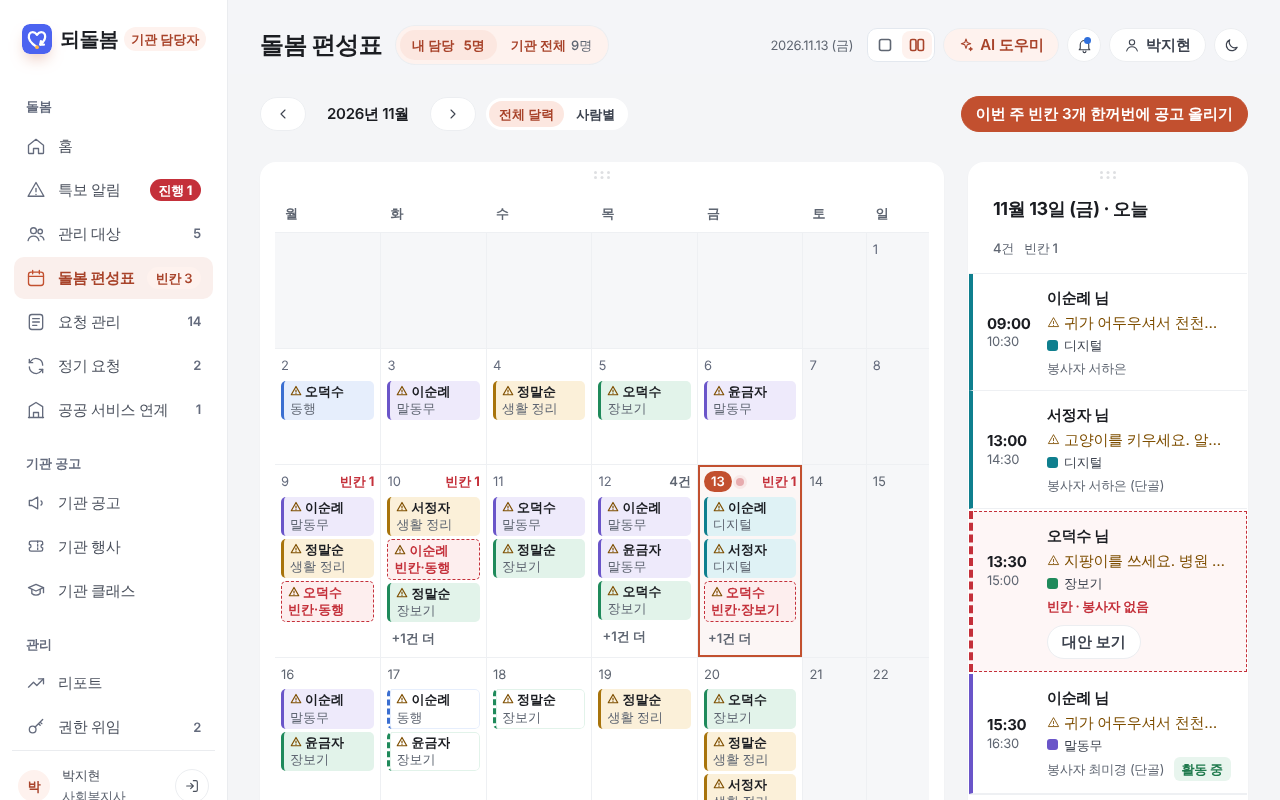 되돌봄 기관 담당자
돌봄
홈
특보 알림 진행 1
관리 대상 5
돌봄 편성표 빈칸 3
요청 관리 14
정기 요청 2
공공 서비스 연계 1
기관 공고
기관 공고
기관 행사
기관 클래스
관리
리포트
권한 위임 2
박 박지현
사회복지사
돌봄 편성표 내 담당 5명 기관 전체 9명 2026.11.13 (금) AI 도우미 박지현
2026년 11월 전체 달력 사람별 이번 주 빈칸 3개 한꺼번에 공고 올리기
월 화 수 목 금 토 일
1
2 3 4 5 6 7 8
오덕수 이순례 정말순 오덕수 윤금자
동행 말동무 생활 정리 장보기 말동무
9 빈칸 1 10 빈칸 1 11 12 4건 13 빈칸 1 14 15
이순례 서정자 오덕수 이순례 이순례
말동무 생활 정리 말동무 말동무 디지털
정말순 이순례 정말순 윤금자 서정자
생활 정리 빈칸·동행 장보기 말동무 디지털
오덕수 정말순 오덕수 오덕수
빈칸·동행 장보기 장보기 빈칸·장보기
+1건 더 +1건 더 +1건 더
16 17 18 19 20 21 22
이순례 이순례 정말순 정말순 오덕수
말동무 동행 장보기 생활 정리 장보기
윤금자 윤금자 정말순
장보기 장보기 생활 정리
서정자
생활 정리
11월 13일 (금) · 오늘
4건 빈칸 1
이순례 님
09:00 귀가 어두우셔서 천천...
10:30 디지털
봉사자 서하은
서정자 님
13:00 고양이를 키우세요. 알...
14:30 디지털
봉사자 서하은 (단골)
오덕수 님
13:30 지팡이를 쓰세요. 병원 ...
15:00 장보기
빈칸 · 봉사자 없음
대안 보기
이순례 님
15:30 귀가 어두우셔서 천천...
16:30 말동무
봉사자 최미경 (단골) 활동 중